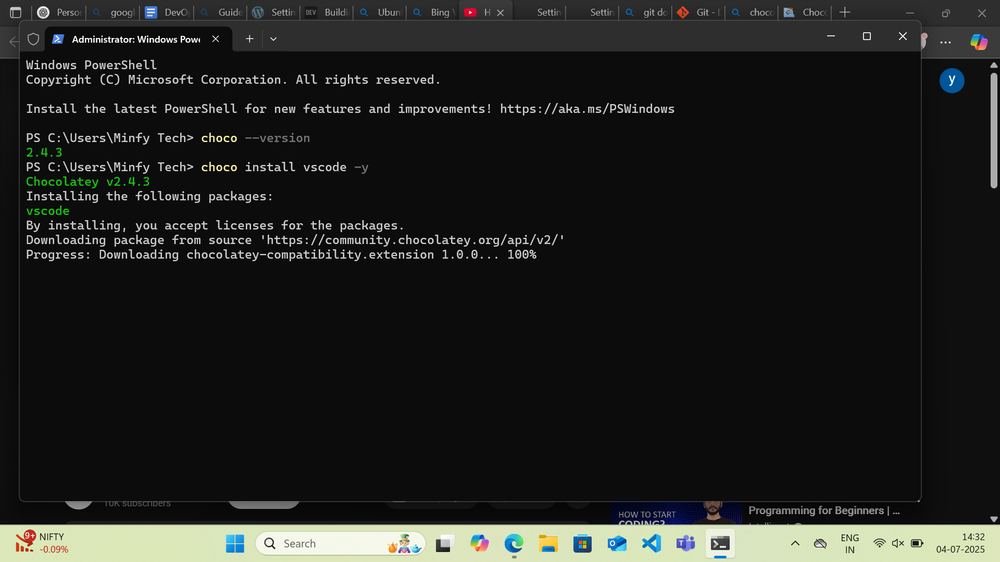 Person
googl
DevOp
Guide
Settin
DEV Buildi
Ubunt
Bing V
H
Settin
Settin
git do
Git - D
choco
Choco
Administrator: Windows Powe
y
Windows PowerShell
Copyright (C) Microsoft Corporation. All rights reserved.
Install the latest PowerShell for new features and improvements! https://aka.ms/PSWindows
PS C:\Users\Minfy Tech> choco --version
2.4.3
PS C:\Users\Minfy Tech> choco install vscode -y
Chocolatey v2.4.3
Installing the following packages:
vscode
By installing, you accept licenses for the packages.
Downloading package from source 'https://community.chocolatey.org/api/v2/'
Progress: Downloading chocolatey-compatibility.extension 1.0.0... 100%
10K subscribers
HOW TO START
CODING?
Programming for Beginners | ...
9+
NIFTY
-0.09%
Search
ENG
IN
14:32
04-07-2025